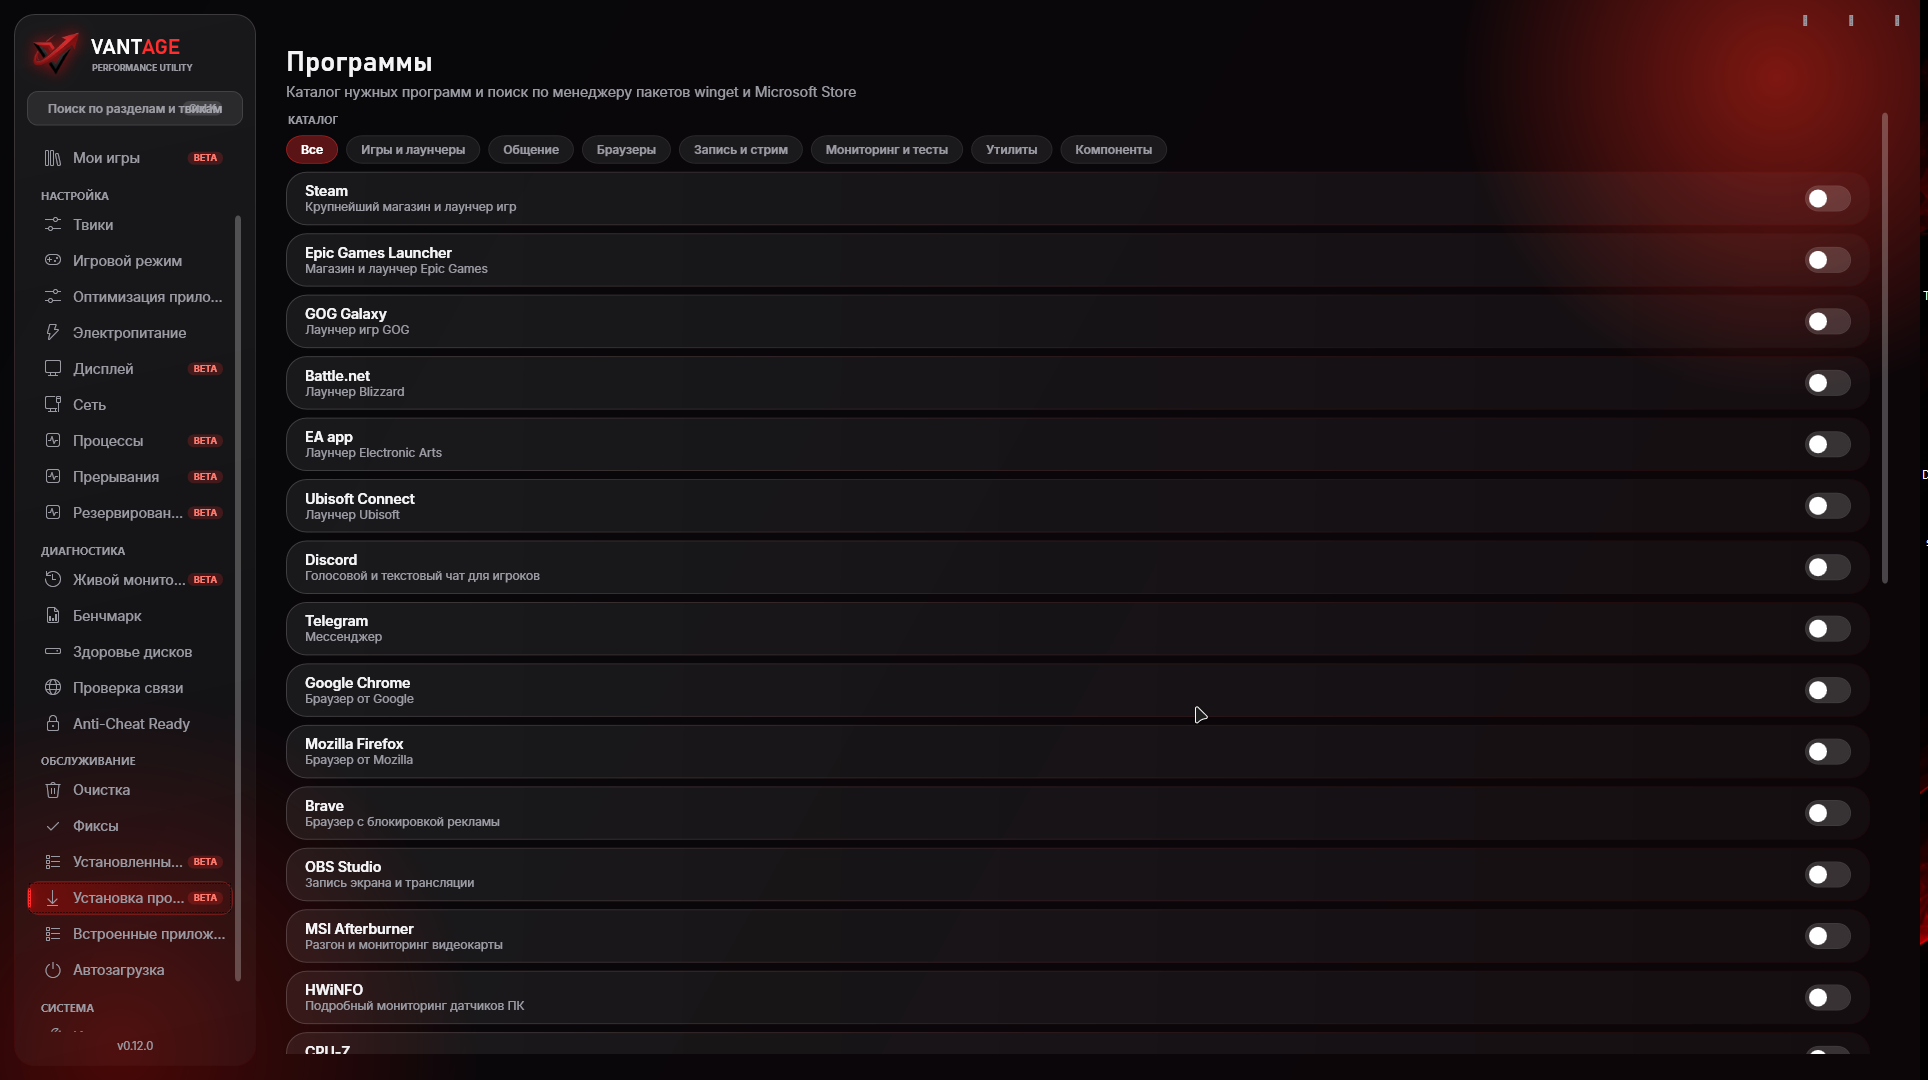 VANTAGE
PERFORMANCE UTILITY
Поиск по разделам и твикам
Мои игры BETA
НАСТРОЙКА
Твики
Игровой режим
Оптимизация прило...
Электропитание
Дисплей BETA
Сеть
Процессы BETA
Прерывания BETA
Резервирован... BETA
ДИАГНОСТИКА
Живой монито... BETA
Бенчмарк
Здоровье дисков
Проверка связи
Anti-Cheat Ready
ОБСЛУЖИВАНИЕ
Очистка
Фиксы
Установленны... BETA
Установка про... BETA
Встроенные прилож...
Автозагрузка
СИСТЕМА
v0.12.0
Программы
Каталог нужных программ и поиск по менеджеру пакетов winget и Microsoft Store
КАТАЛОГ
Все Игры и лаунчеры Общение Браузеры Запись и стрим Мониторинг и тесты Утилиты Компоненты
Steam
Крупнейший магазин и лаунчер игр
Epic Games Launcher
Магазин и лаунчер Epic Games
GOG Galaxy
Лаунчер игр GOG
Battle.net
Лаунчер Blizzard
EA app
Лаунчер Electronic Arts
Ubisoft Connect
Лаунчер Ubisoft
Discord
Голосовой и текстовый чат для игроков
Telegram
Мессенджер
Google Chrome
Браузер от Google
Mozilla Firefox
Браузер от Mozilla
Brave
Браузер с блокировкой рекламы
OBS Studio
Запись экрана и трансляции
MSI Afterburner
Разгон и мониторинг видеокарты
HWiNFO
Подробный мониторинг датчиков ПК
CPU-Z